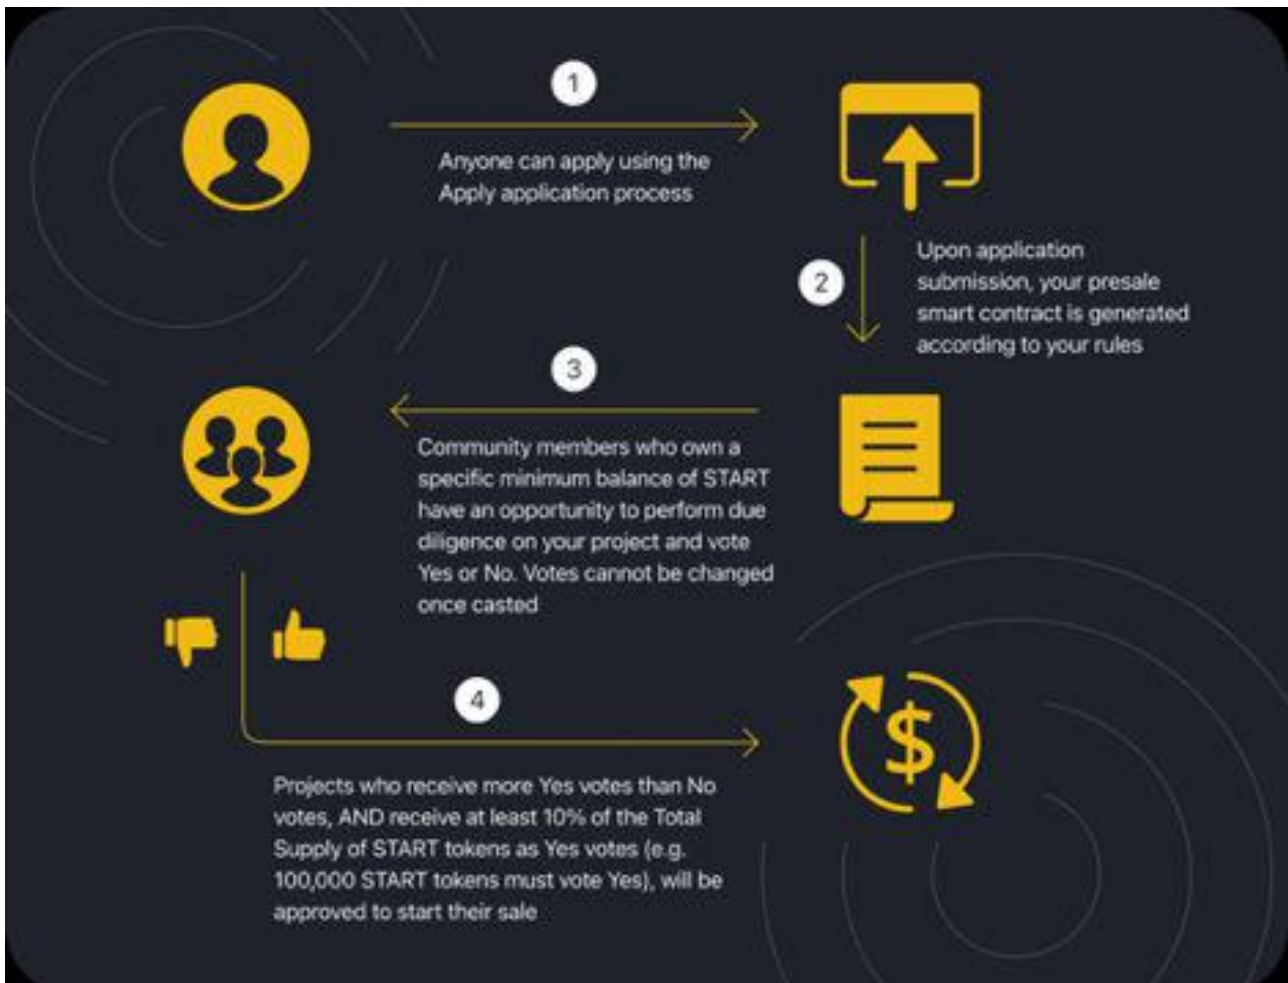 1
Anyone can apply using the
Apply application process
2
Upon application
submission, your presale
smart contract is generated
according to your rules
3
Community members who own a
specific minimum balance of START
have an opportunity to perform due
diligence on your project and vote
Yes or No. Votes cannot be changed
once casted
4
Projects who receive more Yes votes than No
votes, AND receive at least 10% of the Total
Supply of START tokens as Yes votes (e.g.
100,000 START tokens must vote Yes), will be
approved to start their sale
$